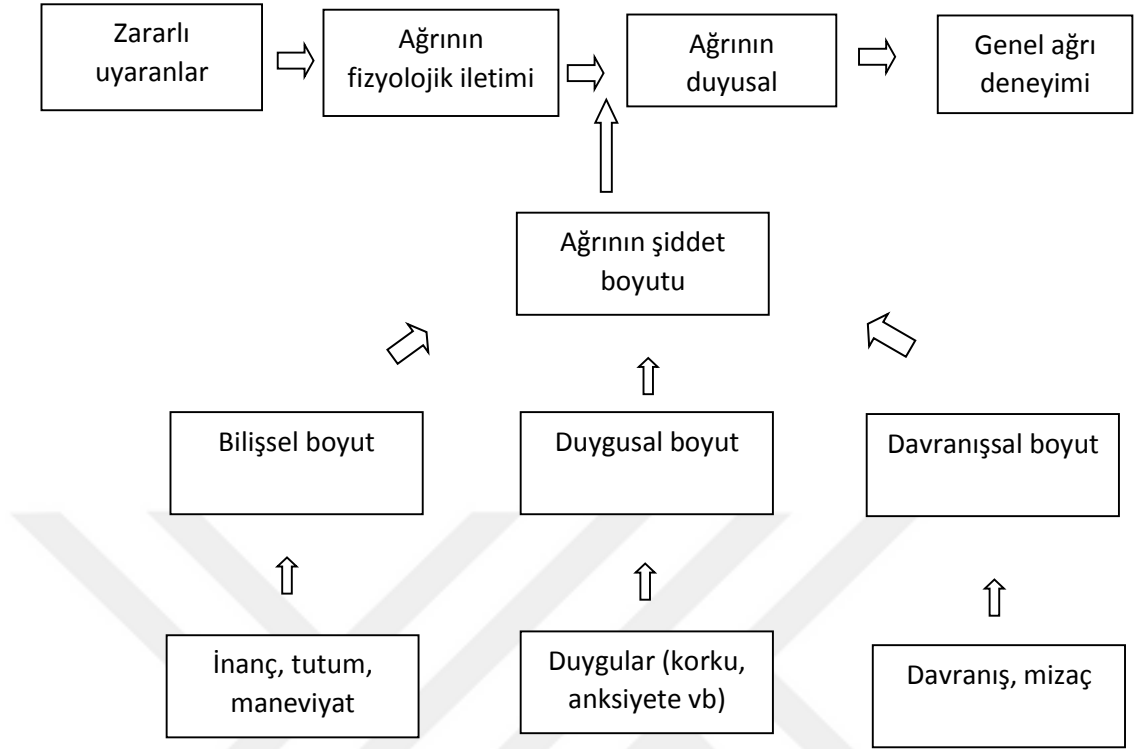 Zararlı
uyaranlar
Ağrının
fizyolojik iletimi
Ağrının
duyusal
Genel ağrı
deneyimi
Ağrının şiddet
boyutu
Bilişsel boyut
Duygusal boyut
Davranışsal boyut
İnanç, tutum,
maneviyat
Duygular (korku,
anksiyete vb)
Davranış, mizaç